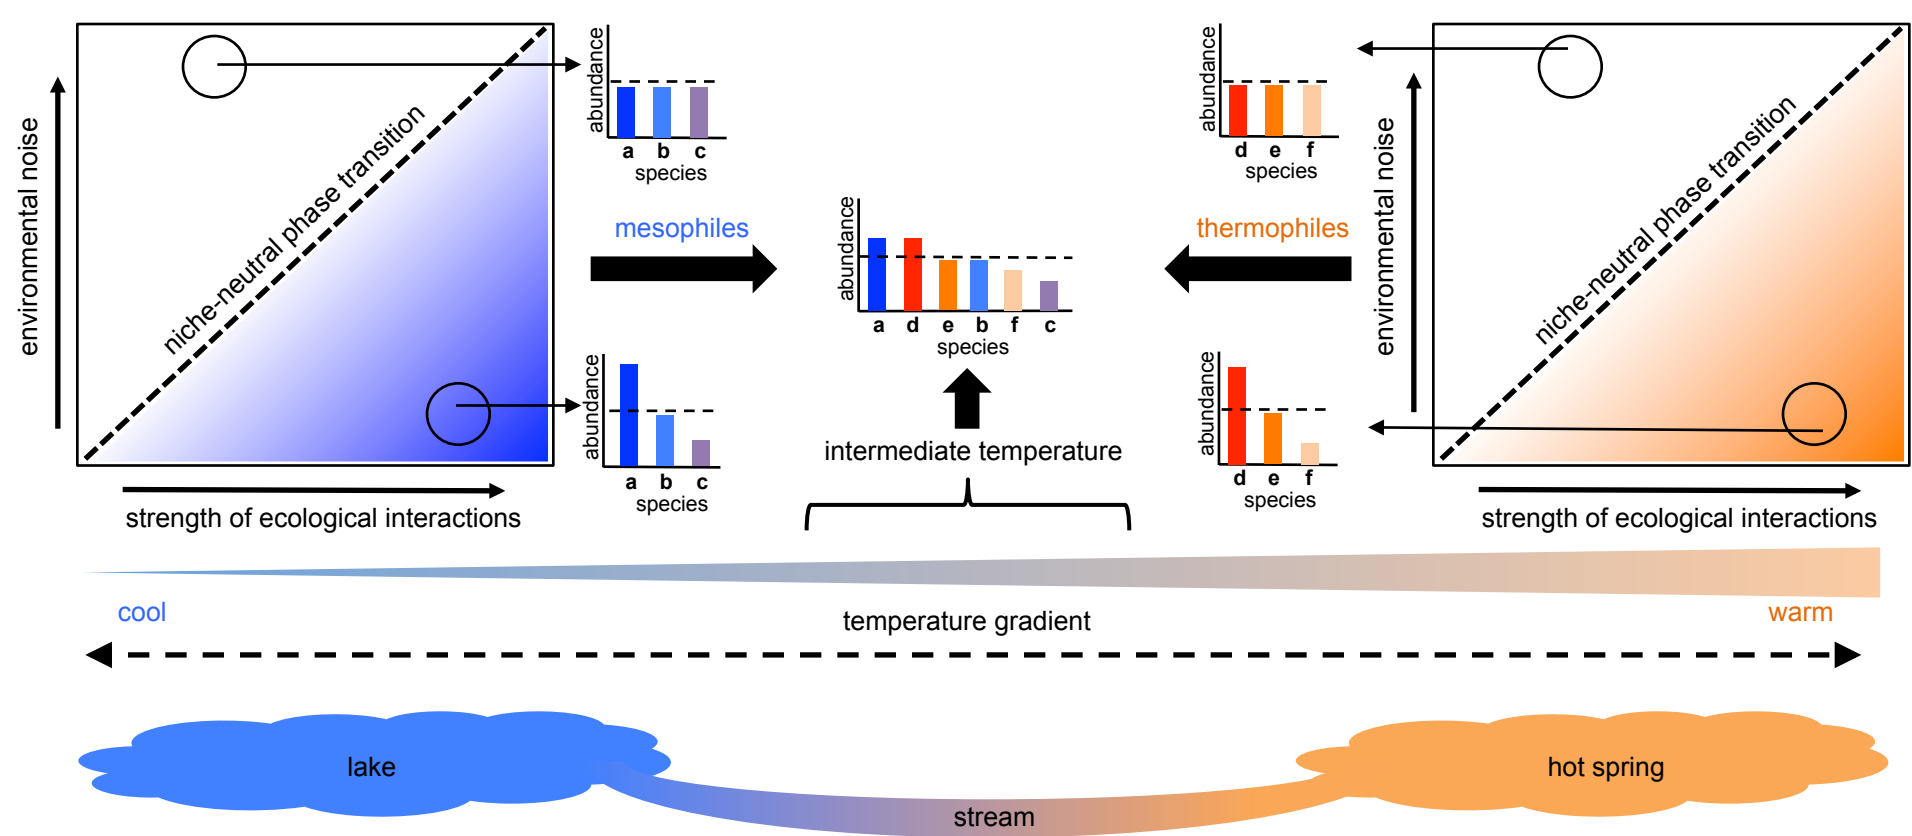 environmental noise
niche-neutral phase transition
strength of ecological interactions
abundance
a b c
species
mesophiles
abundance
a b c
species
abundance
a d e b f c
species
intermediate temperature
abundance
d e f
species
thermophiles
abundance
d e f
species
environmental noise
niche-neutral phase transition
strength of ecological interactions
cool
temperature gradient
warm
lake
stream
hot spring